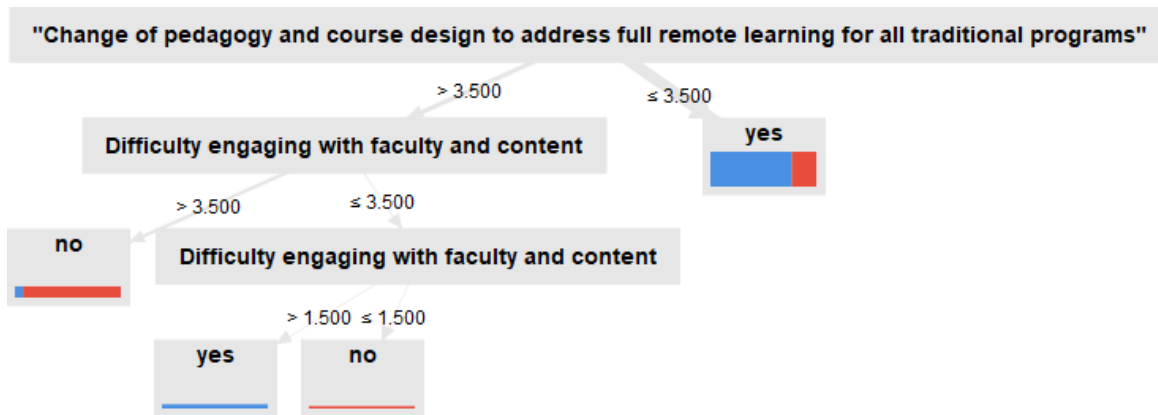 "Change of pedagogy and course design to address full remote learning for all traditional programs"
> 3.500
≤ 3.500
Difficulty engaging with faculty and content
yes
> 3.500
≤ 3.500
no
Difficulty engaging with faculty and content
> 1.500
≤ 1.500
yes
no